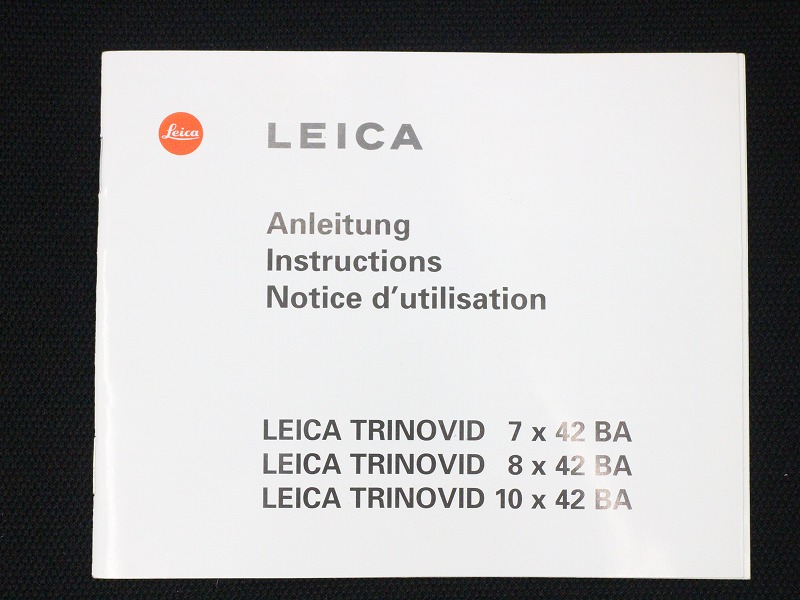 Leica
LEICA
Anleitung
Instructions
Notice d'utilisation
LEICA TRINOVID 7 x 42 BA
LEICA TRINOVID 8 x 42 BA
LEICA TRINOVID 10 x 42 BA